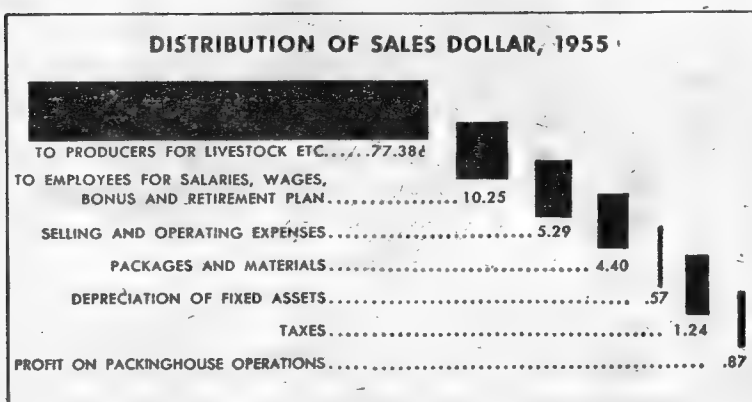 DISTRIBUTION OF SALES DOLLAR, 1955
TO PRODUCERS FOR LIVESTOCK ETC......77.38¢
TO EMPLOYEES FOR SALARIES, WAGES,
BONUS AND RETIREMENT PLAN.................10.25
SELLING AND OPERATING EXPENSES..........................5.29
PACKAGES AND MATERIALS.................................4.40
DEPRECIATION OF FIXED ASSETS.......................................57
TAXES...........................................1.24
PROFIT ON PACKINGHOUSE OPERATIONS................................................87